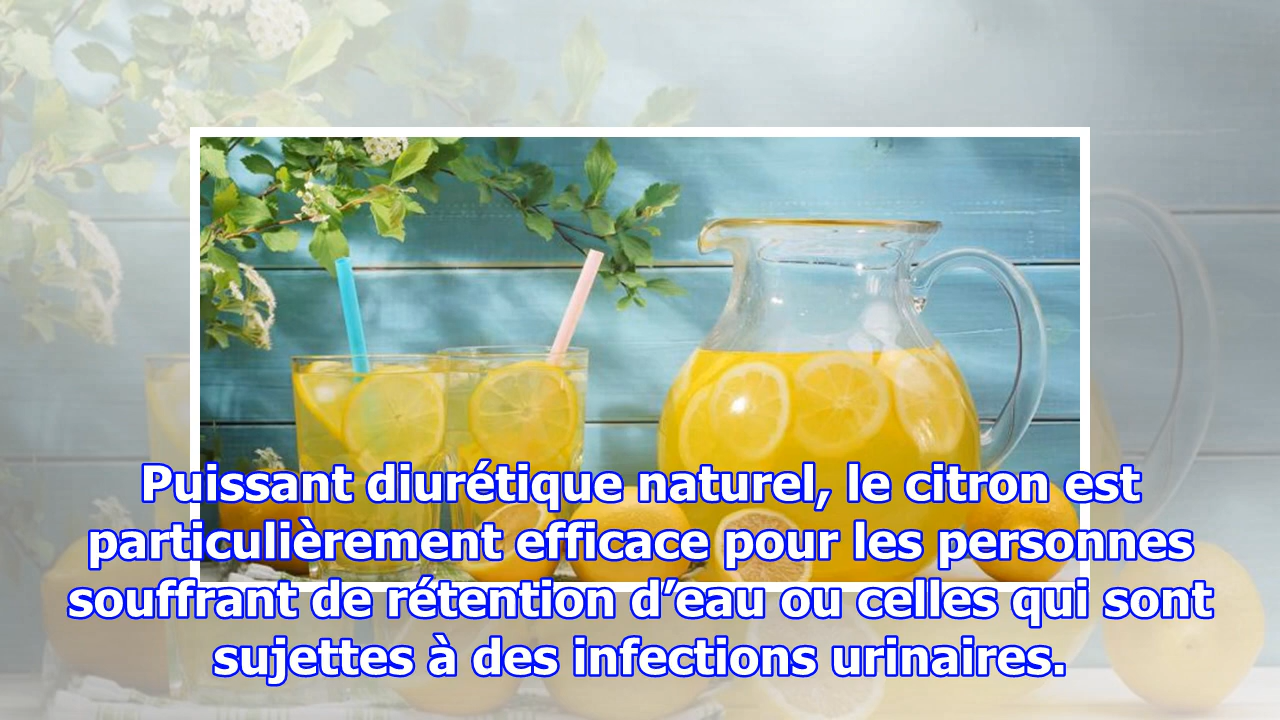 Puissant diurétique naturel, le citron est
particulièrement efficace pour les personnes
souffrant de rétention d’eau ou celles qui sont
sujettes à des infections urinaires.